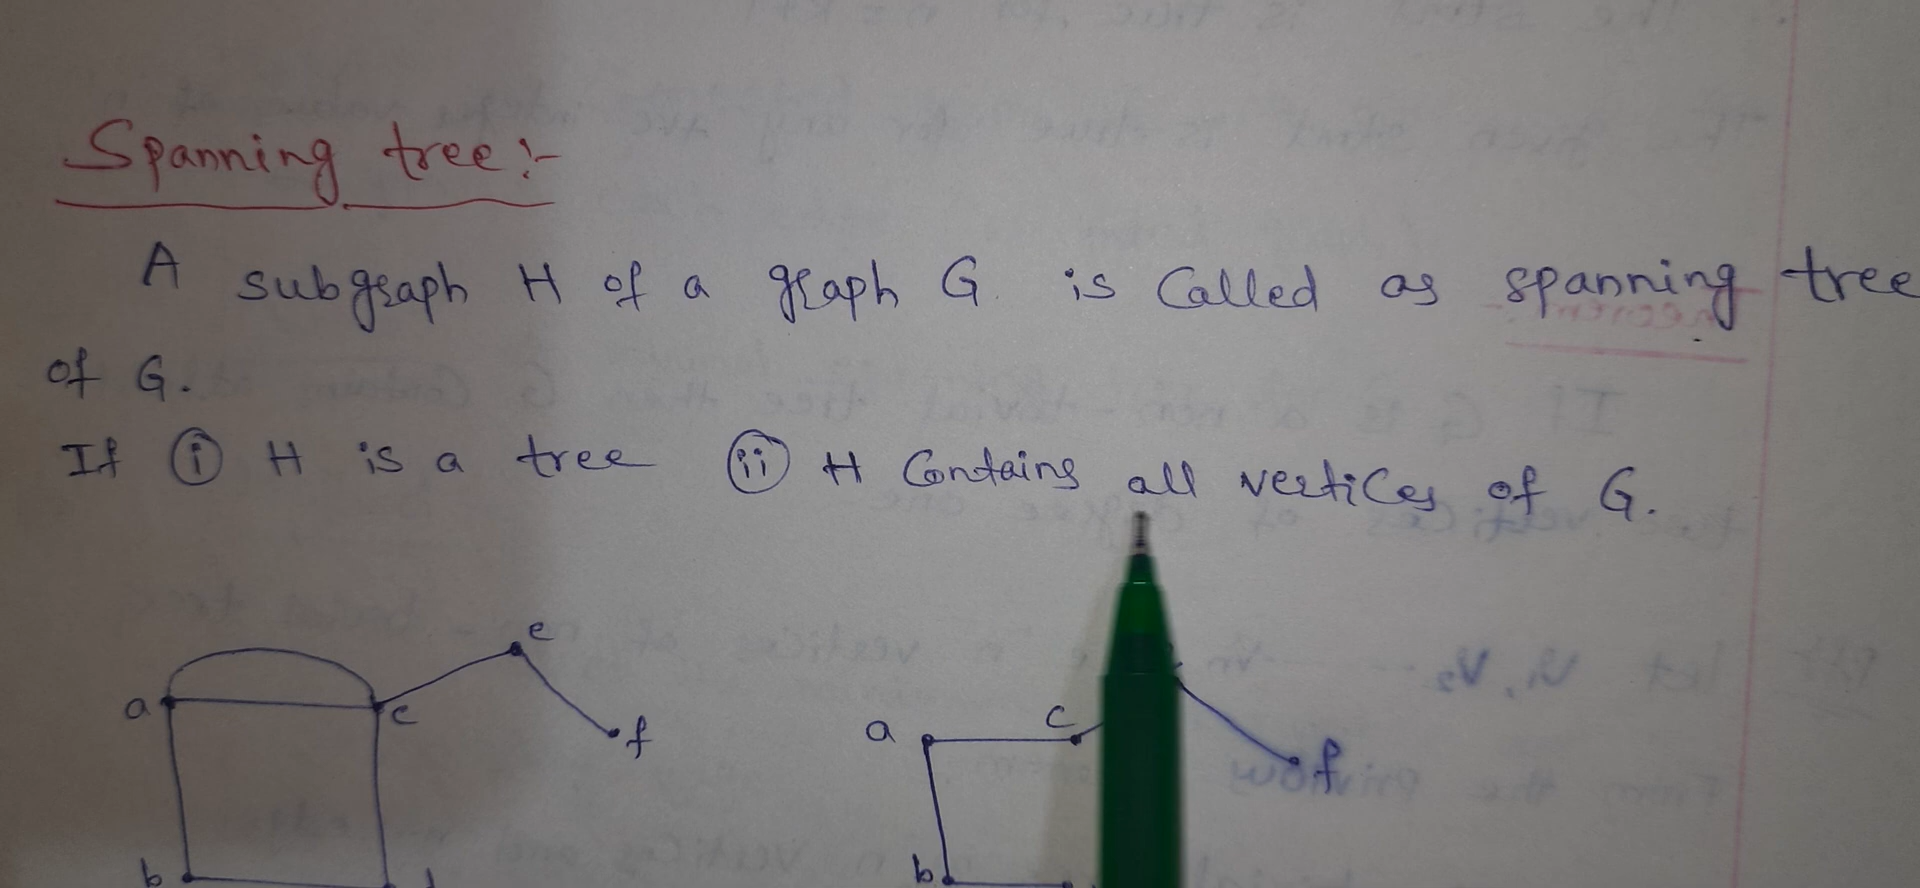 Spanning tree:-
A subgraph H of a graph G. is Called as spanning tree
of G.
If (i) H is a tree (ii) H Contains all vertices of G.
e
a c f
b
c
a f
b